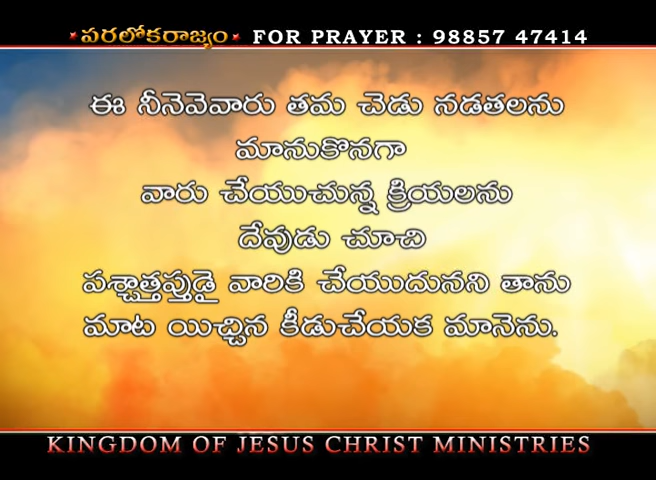 పరలోకరాజ్యం FOR PRAYER : 98857 47414
ఈ నీనెవెవారు తమ చెడు నడతలను
మానుకొనగా
వారు చేయుచున్న క్రియలను
దేవుడు చూచి
పశ్చాత్తప్తుడై వారికి చేయుదునని తాను
మాట యిచ్చిన కీడుచేయక మానెను.
KINGDOM OF JESUS CHRIST MINISTRIES